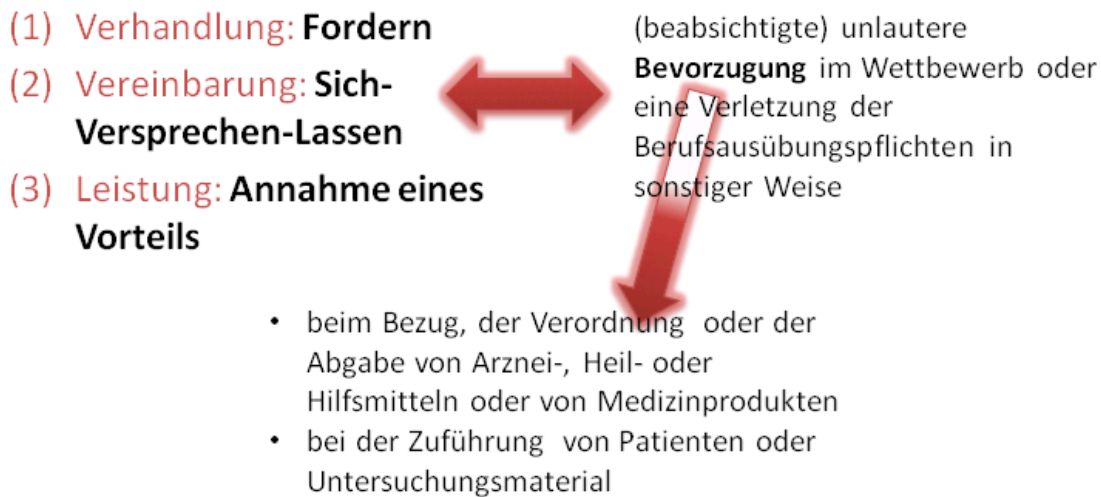 (1) Verhandlung: Fordern
(2) Vereinbarung: Sich-
Versprechen-Lassen
(3) Leistung: Annahme eines
Vorteils
(beabsichtigte) unlautere
Bevorzugung im Wettbewerb oder
eine Verletzung der
Berufsausübungspflichten in
sonstiger Weise
• beim Bezug, der Verordnung oder der
Abgabe von Arznei-, Heil- oder
Hilfsmitteln oder von Medizinprodukten
• bei der Zuführung von Patienten oder
Untersuchungsmaterial